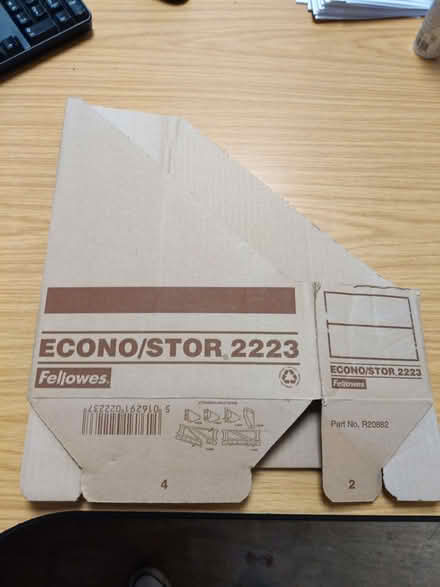 ECONO/STOR 2223
Fellowes.
5 016291 022237
4
ECONO/STOR 2223
Fellowes
Part No, R20882
2